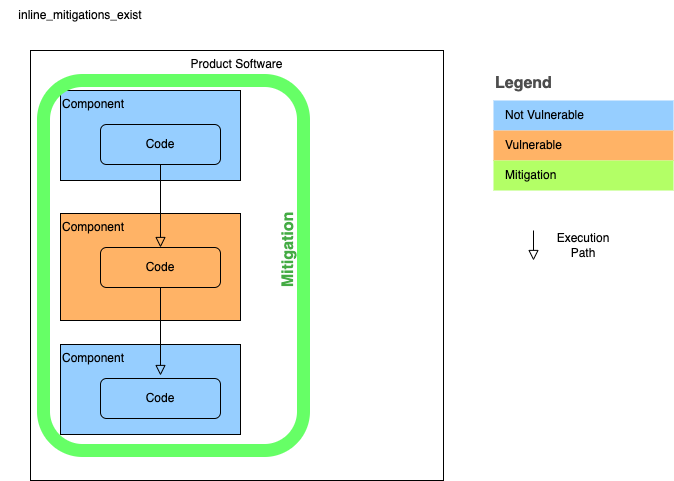 inline_mitigations_exist
Product Software
Component
Code
Component
Code
Mitigation
Component
Code
Legend
Not Vulnerable
Vulnerable
Mitigation
Execution
Path